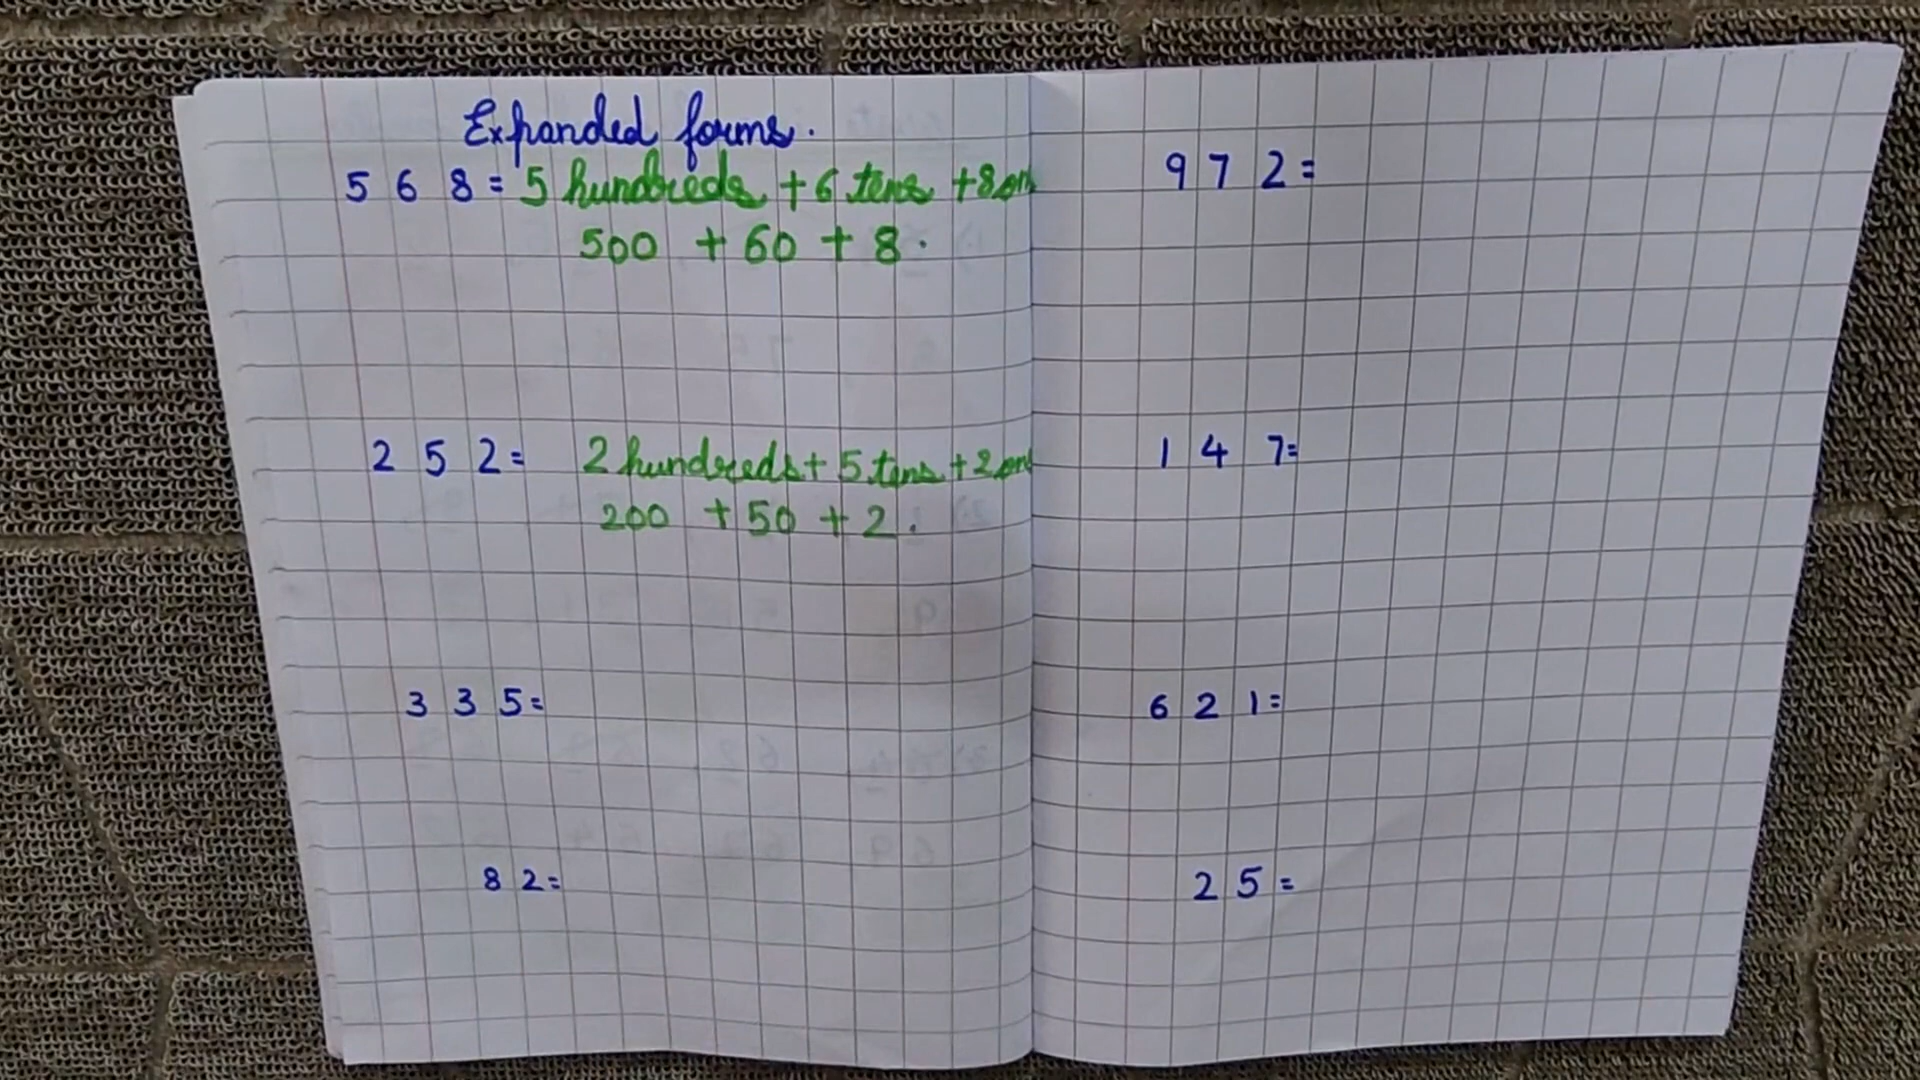 Expanded forms.
5 6 8 = 5 hundreds + 6 tens + 8 on
500 + 60 + 8.
2 5 2 = 2 hundreds + 5 tens + 2 on
200 + 50 + 2.
3 3 5 =
8 2 =
9 7 2 =
1 4 7 =
6 2 1 =
2 5 =